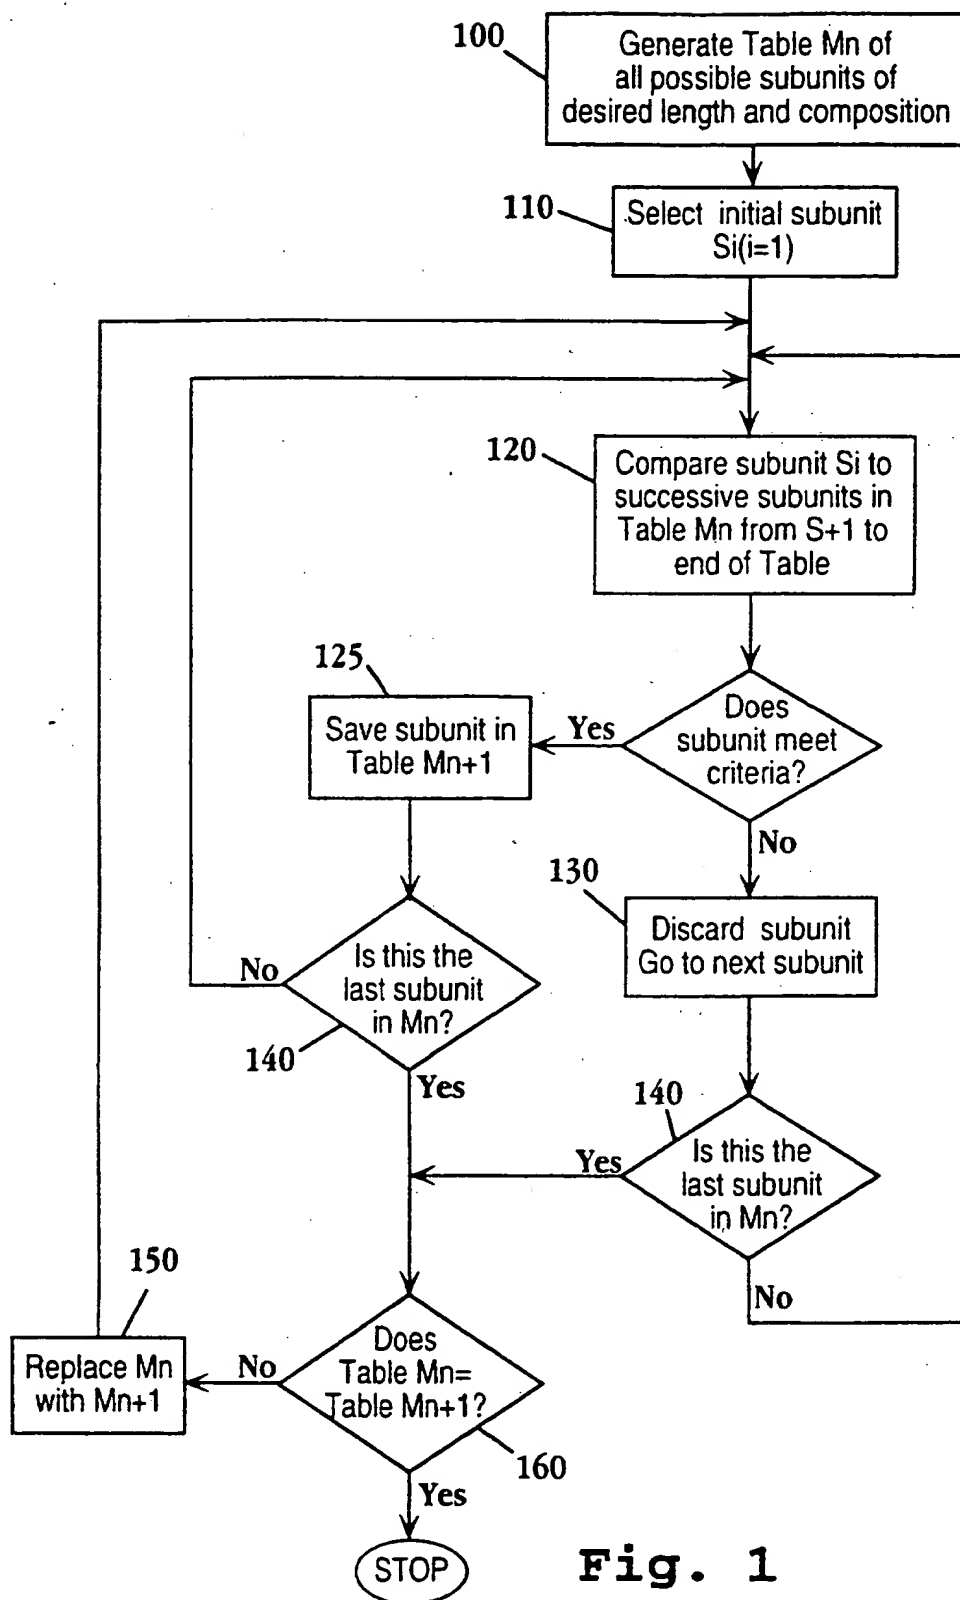 100
Generate Table Mn of
all possible subunits of
desired length and composition
110
Select initial subunit
Si(i=1)
120
Compare subunit Si to
successive subunits in
Table Mn from S+1 to
end of Table
125
Save subunit in
Table Mn+1
Yes
Does
subunit meet
criteria?
No
130
Discard subunit
Go to next subunit
No
Is this the
last subunit
in Mn?
140
Yes
140
Yes
Is this the
last subunit
in Mn?
No
150
Replace Mn
with Mn+1
No
Does
Table Mn=
Table Mn+1?
160
Yes
STOP
Fig. 1